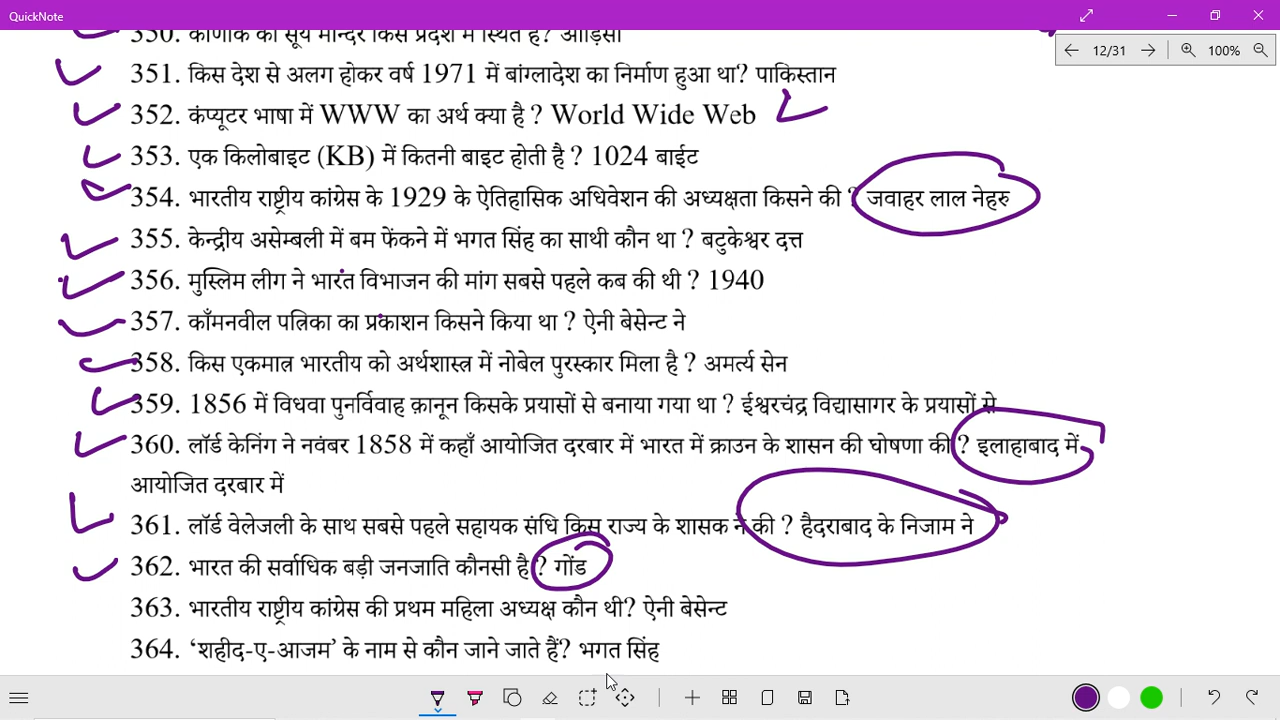 QuickNote
350. कोणार्क का सूर्य मन्दिर किस प्रदेश में स्थित है? ओड़िसा
12/31
100%
351. किस देश से अलग होकर वर्ष 1971 में बांग्लादेश का निर्माण हुआ था? पाकिस्तान
352. कंप्यूटर भाषा में WWW का अर्थ क्या है ? World Wide Web
353. एक किलोबाइट (KB) में कितनी बाइट होती है ? 1024 बाईट
354. भारतीय राष्ट्रीय कांग्रेस के 1929 के ऐतिहासिक अधिवेशन की अध्यक्षता किसने की ? जवाहर लाल नेहरु
355. केन्द्रीय असेम्बली में बम फेंकने में भगत सिंह का साथी कौन था ? बटुकेश्वर दत्त
356. मुस्लिम लीग ने भारत विभाजन की मांग सबसे पहले कब की थी ? 1940
357. काँमनवील पत्रिका का प्रकाशन किसने किया था ? ऐनी बेसेन्ट ने
358. किस एकमात्र भारतीय को अर्थशास्त्र में नोबेल पुरस्कार मिला है ? अमर्त्य सेन
359. 1856 में विधवा पुनर्विवाह क़ानून किसके प्रयासों से बनाया गया था ? ईश्वरचंद्र विद्यासागर के प्रयासों से
360. लॉर्ड केनिंग ने नवंबर 1858 में कहाँ आयोजित दरबार में भारत में क्राउन के शासन की घोषणा की ? इलाहाबाद में
आयोजित दरबार में
361. लॉर्ड वेलेजली के साथ सबसे पहले सहायक संधि किस राज्य के शासक ने की ? हैदराबाद के निजाम ने
362. भारत की सर्वाधिक बड़ी जनजाति कौनसी है ? गोंड
363. भारतीय राष्ट्रीय कांग्रेस की प्रथम महिला अध्यक्ष कौन थी? ऐनी बेसेन्ट
364. ‘शहीद-ए-आजम’ के नाम से कौन जाने जाते हैं? भगत सिंह